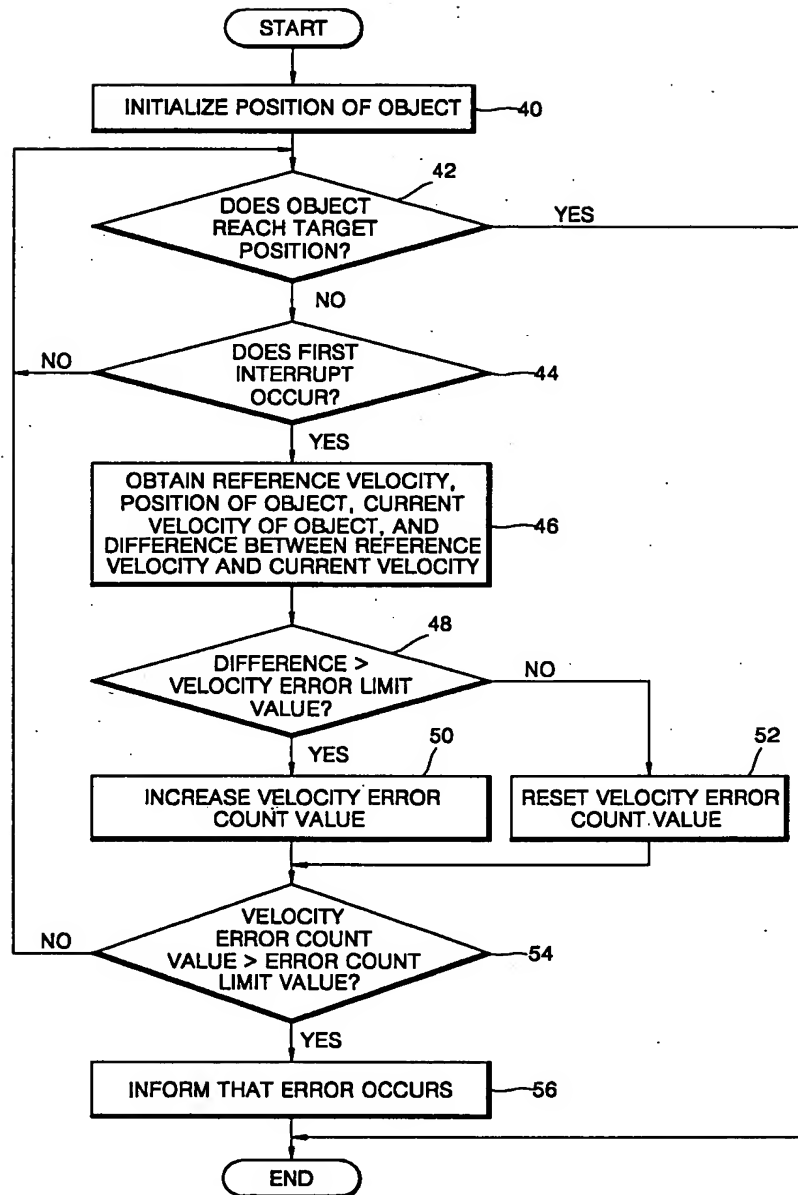 START
INITIALIZE POSITION OF OBJECT
40
42
DOES OBJECT
REACH TARGET
POSITION?
YES
NO
NO
DOES FIRST
INTERRUPT
OCCUR?
44
YES
OBTAIN REFERENCE VELOCITY,
POSITION OF OBJECT, CURRENT
VELOCITY OF OBJECT, AND
DIFFERENCE BETWEEN REFERENCE
VELOCITY AND CURRENT VELOCITY
46
48
DIFFERENCE >
VELOCITY ERROR LIMIT
VALUE?
NO
YES
50
52
INCREASE VELOCITY ERROR
COUNT VALUE
RESET VELOCITY ERROR
COUNT VALUE
NO
VELOCITY
ERROR COUNT
VALUE > ERROR COUNT
LIMIT VALUE?
54
YES
INFORM THAT ERROR OCCURS
56
END